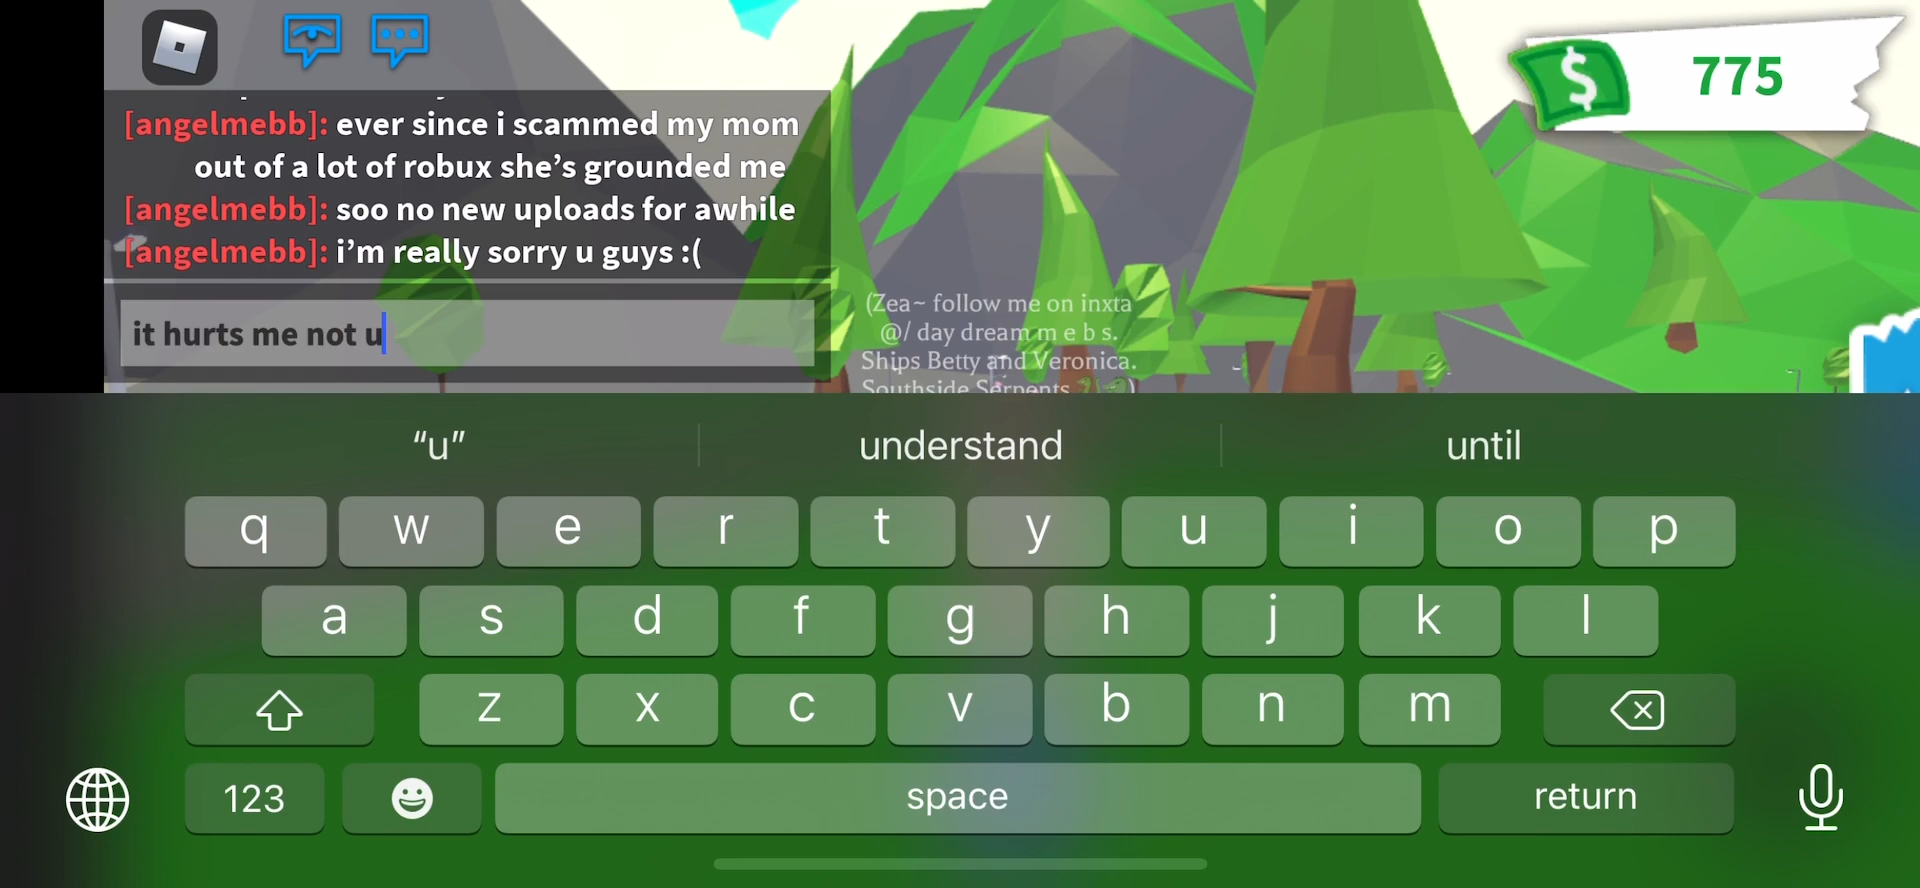 775
[angelmebb]: ever since i scammed my mom
out of a lot of robux she’s grounded me
[angelmebb]: soo no new uploads for awhile
[angelmebb]: i’m really sorry u guys :(
it hurts me not u
(Zea~ follow me on inxta
@/ day dream m e b s.
Ships Betty and Veronica.
Southside Serpents
“u” understand until
q w e r t y u i o p
a s d f g h j k l
z x c v b n m
123 space return